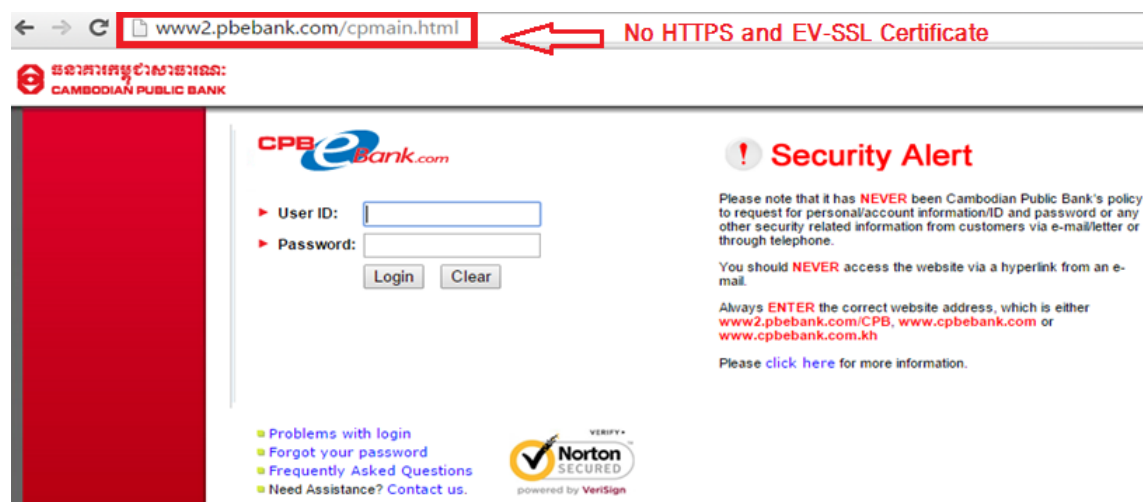 www2.pbebank.com/cpmain.html
No HTTPS and EV-SSL Certificate
ធនាគារកម្ពុជាសាធារណៈ
CAMBODIAN PUBLIC BANK
CPB eBank.com
User ID:
Password:
Login Clear
Security Alert
Please note that it has NEVER been Cambodian Public Bank's policy
to request for personal/account information/ID and password or any
other security related information from customers via e-mail/letter or
through telephone.
You should NEVER access the website via a hyperlink from an e-
mail.
Always ENTER the correct website address, which is either
www2.pbebank.com/CPB, www.cpbebank.com or
www.cpbebank.com.kh
Please click here for more information.
Problems with login
Forgot your password
Frequently Asked Questions
Need Assistance? Contact us.
VERIFY
Norton
SECURED
powered by VeriSign